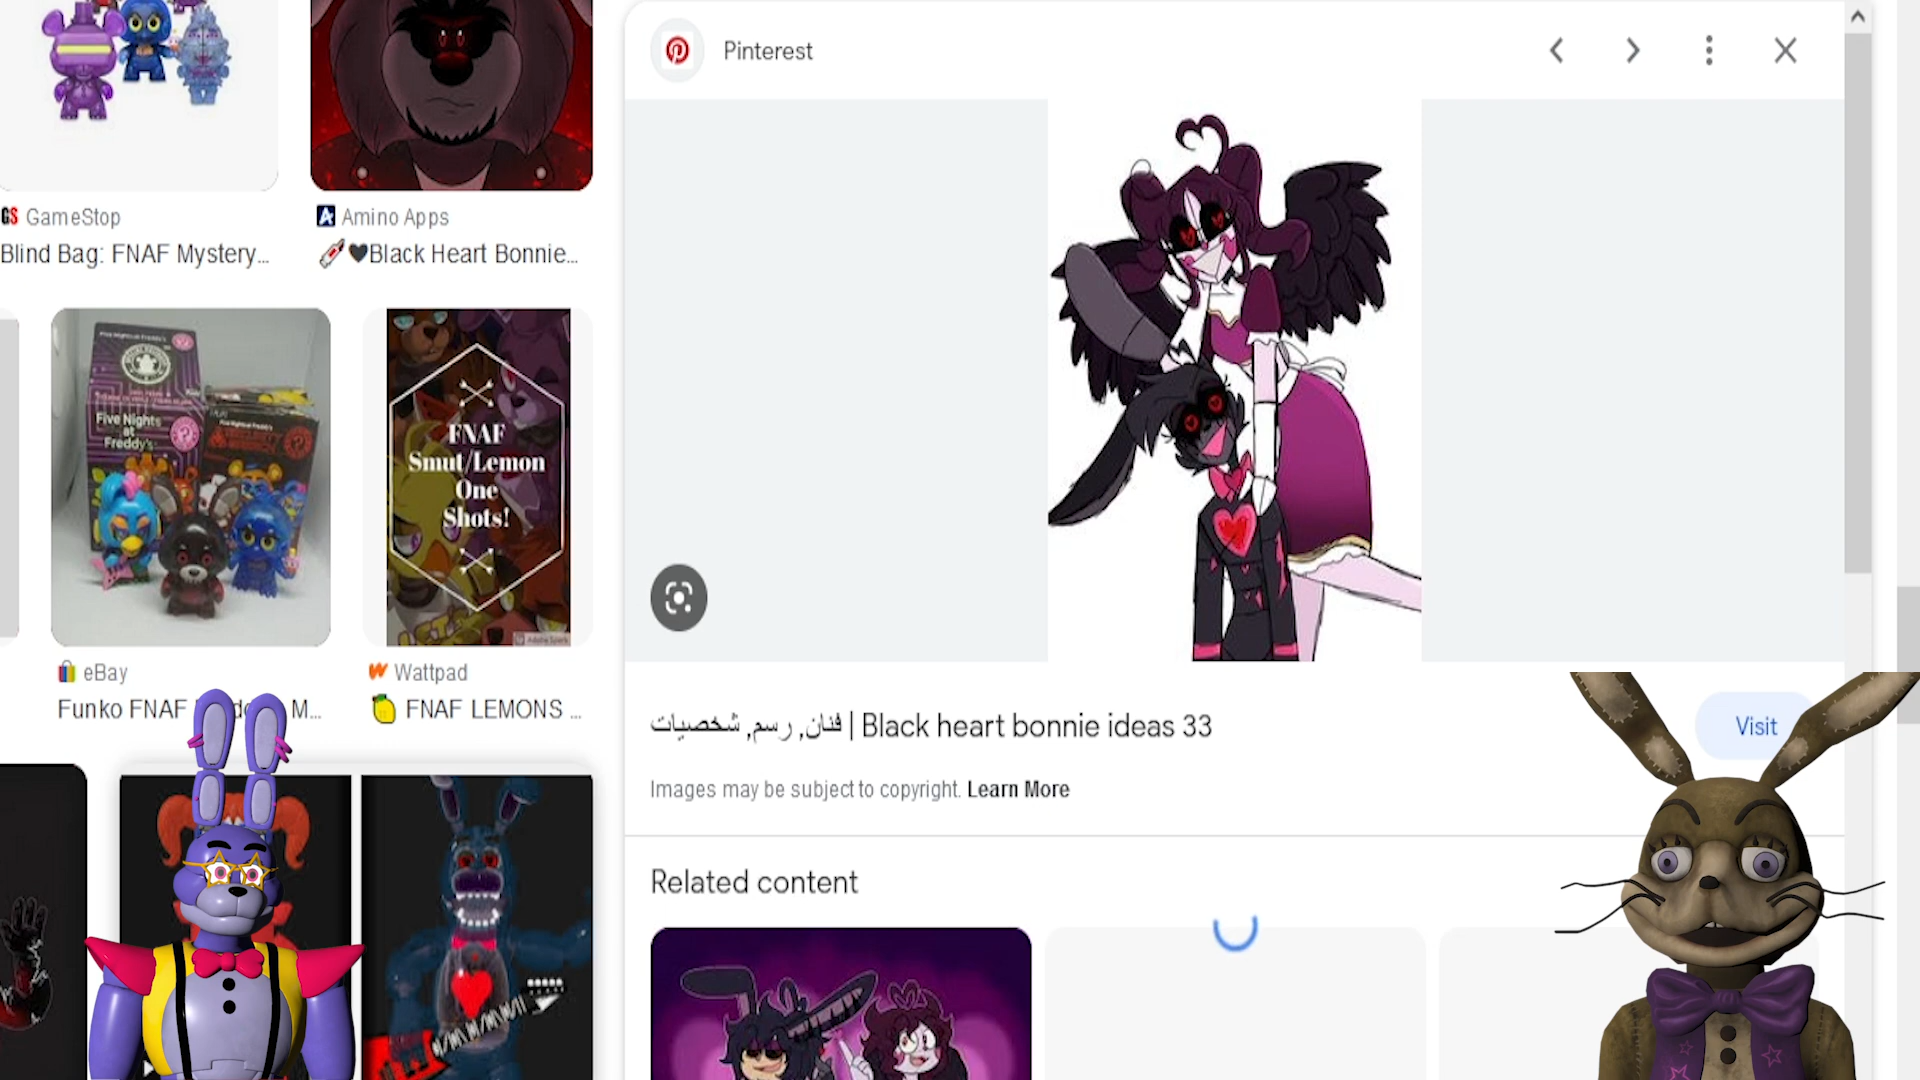 Pinterest
GS GameStop
Blind Bag: FNAF Mystery...
Amino Apps
Black Heart Bonnie...
Five Nights
at
Freddy's
FNAF
Smut/Lemon
One
Shots!
eBay
Funko FNAF
M...
Wattpad
FNAF LEMONS ...
فنان, رسم, شخصيات | Black heart bonnie ideas 33
Visit
Images may be subject to copyright. Learn More
Related content